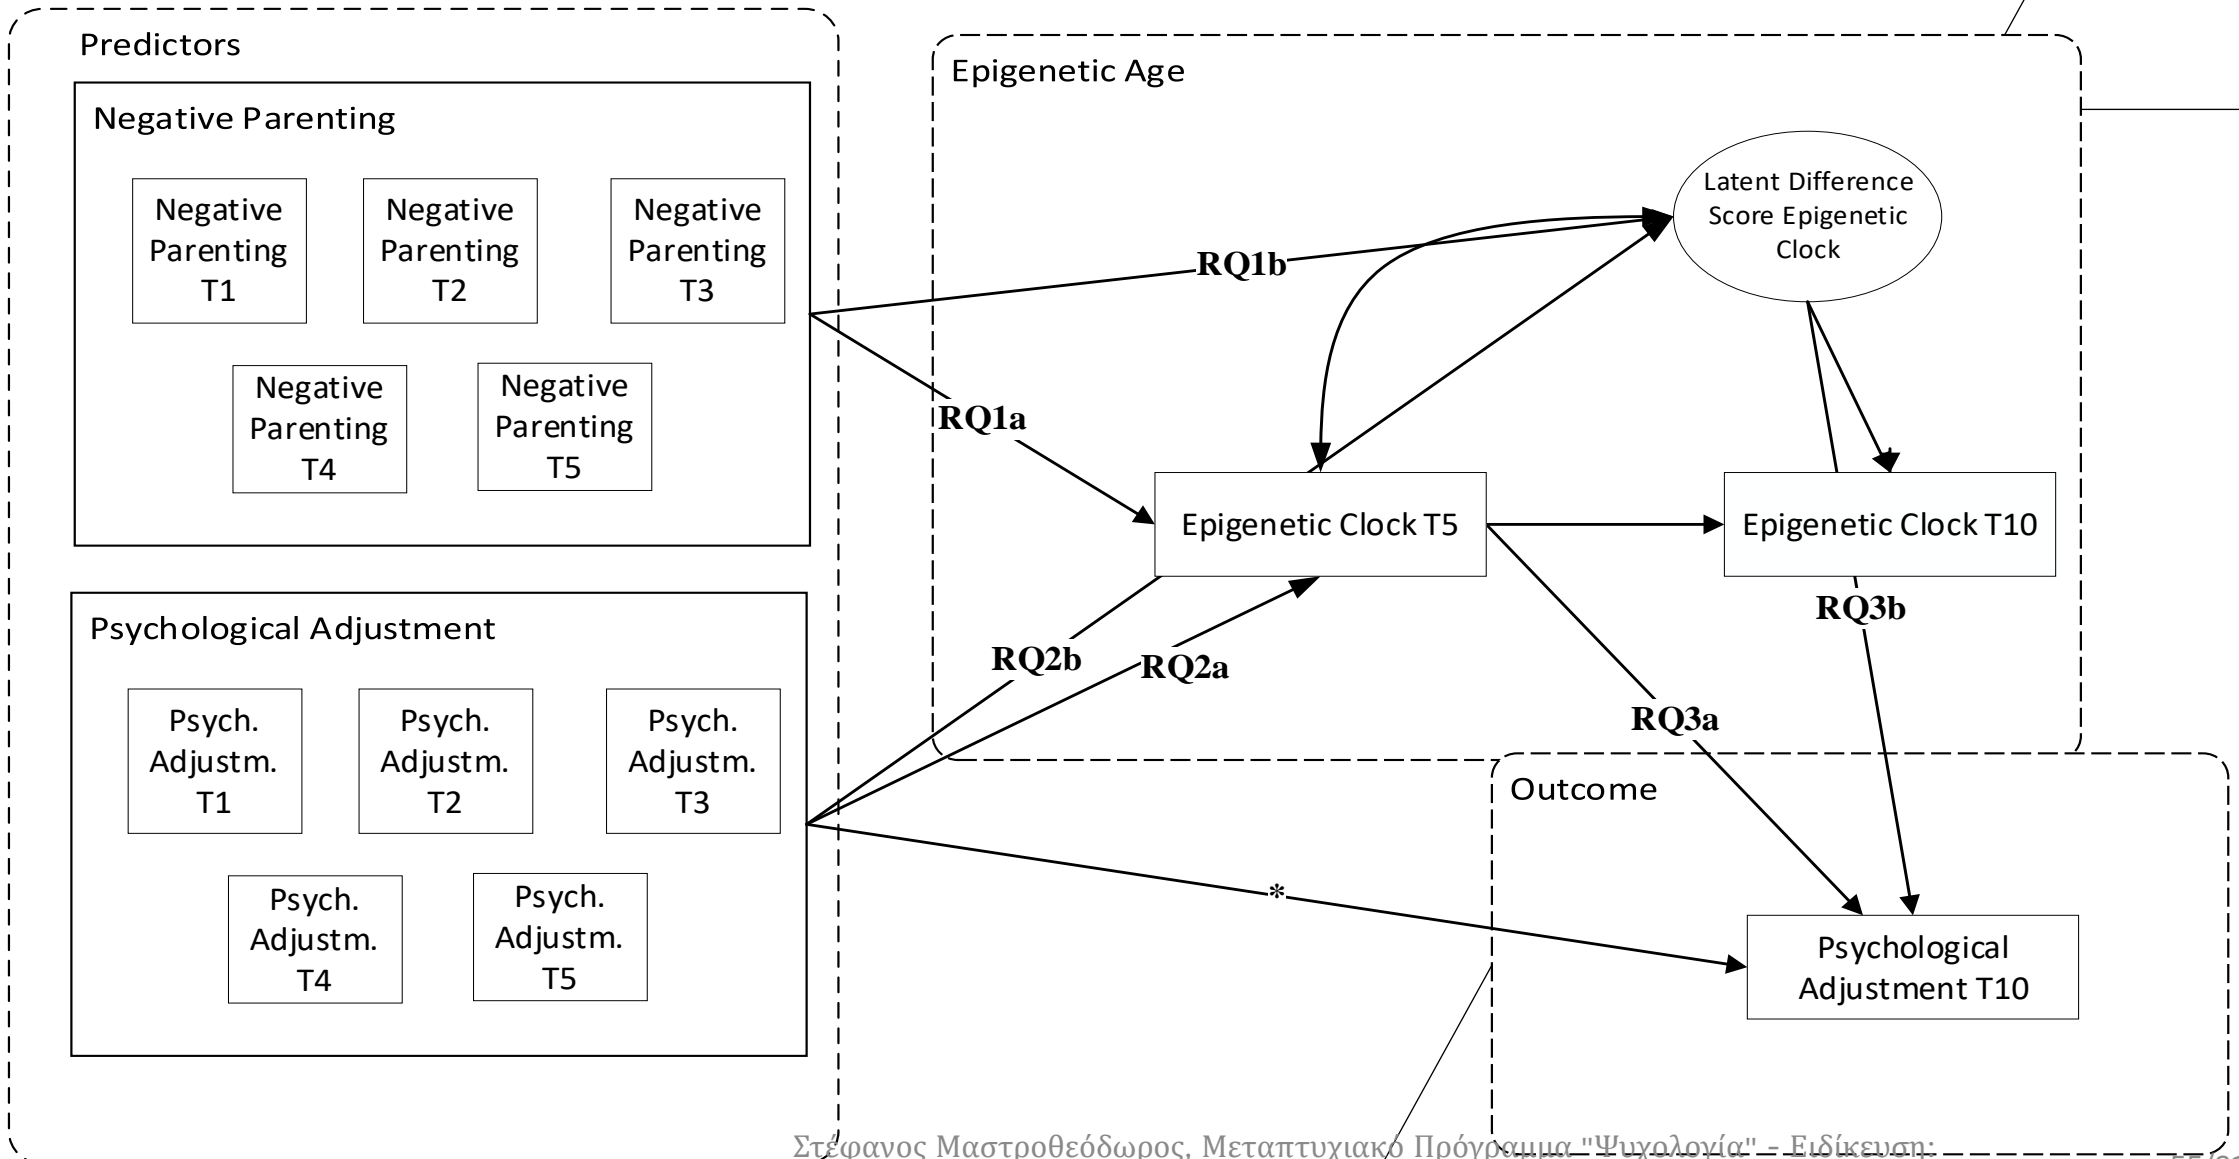 Predictors
Negative Parenting
Negative
Parenting
T1
Negative
Parenting
T2
Negative
Parenting
T3
Negative
Parenting
T4
Negative
Parenting
T5
Psychological Adjustment
Psych.
Adjustm.
T1
Psych.
Adjustm.
T2
Psych.
Adjustm.
T3
Psych.
Adjustm.
T4
Psych.
Adjustm.
T5
Epigenetic Age
Latent Difference
Score Epigenetic
Clock
RQ1b
RQ1a
Epigenetic Clock T5
Epigenetic Clock T10
RQ2b
RQ2a
RQ3b
RQ3a
*
Outcome
Psychological
Adjustment T10
Στέφανος Μαστροθεόδωρος, Μεταπτυχιακό Πρόγραμμα "Ψυχολογία" – Ειδίκευση: